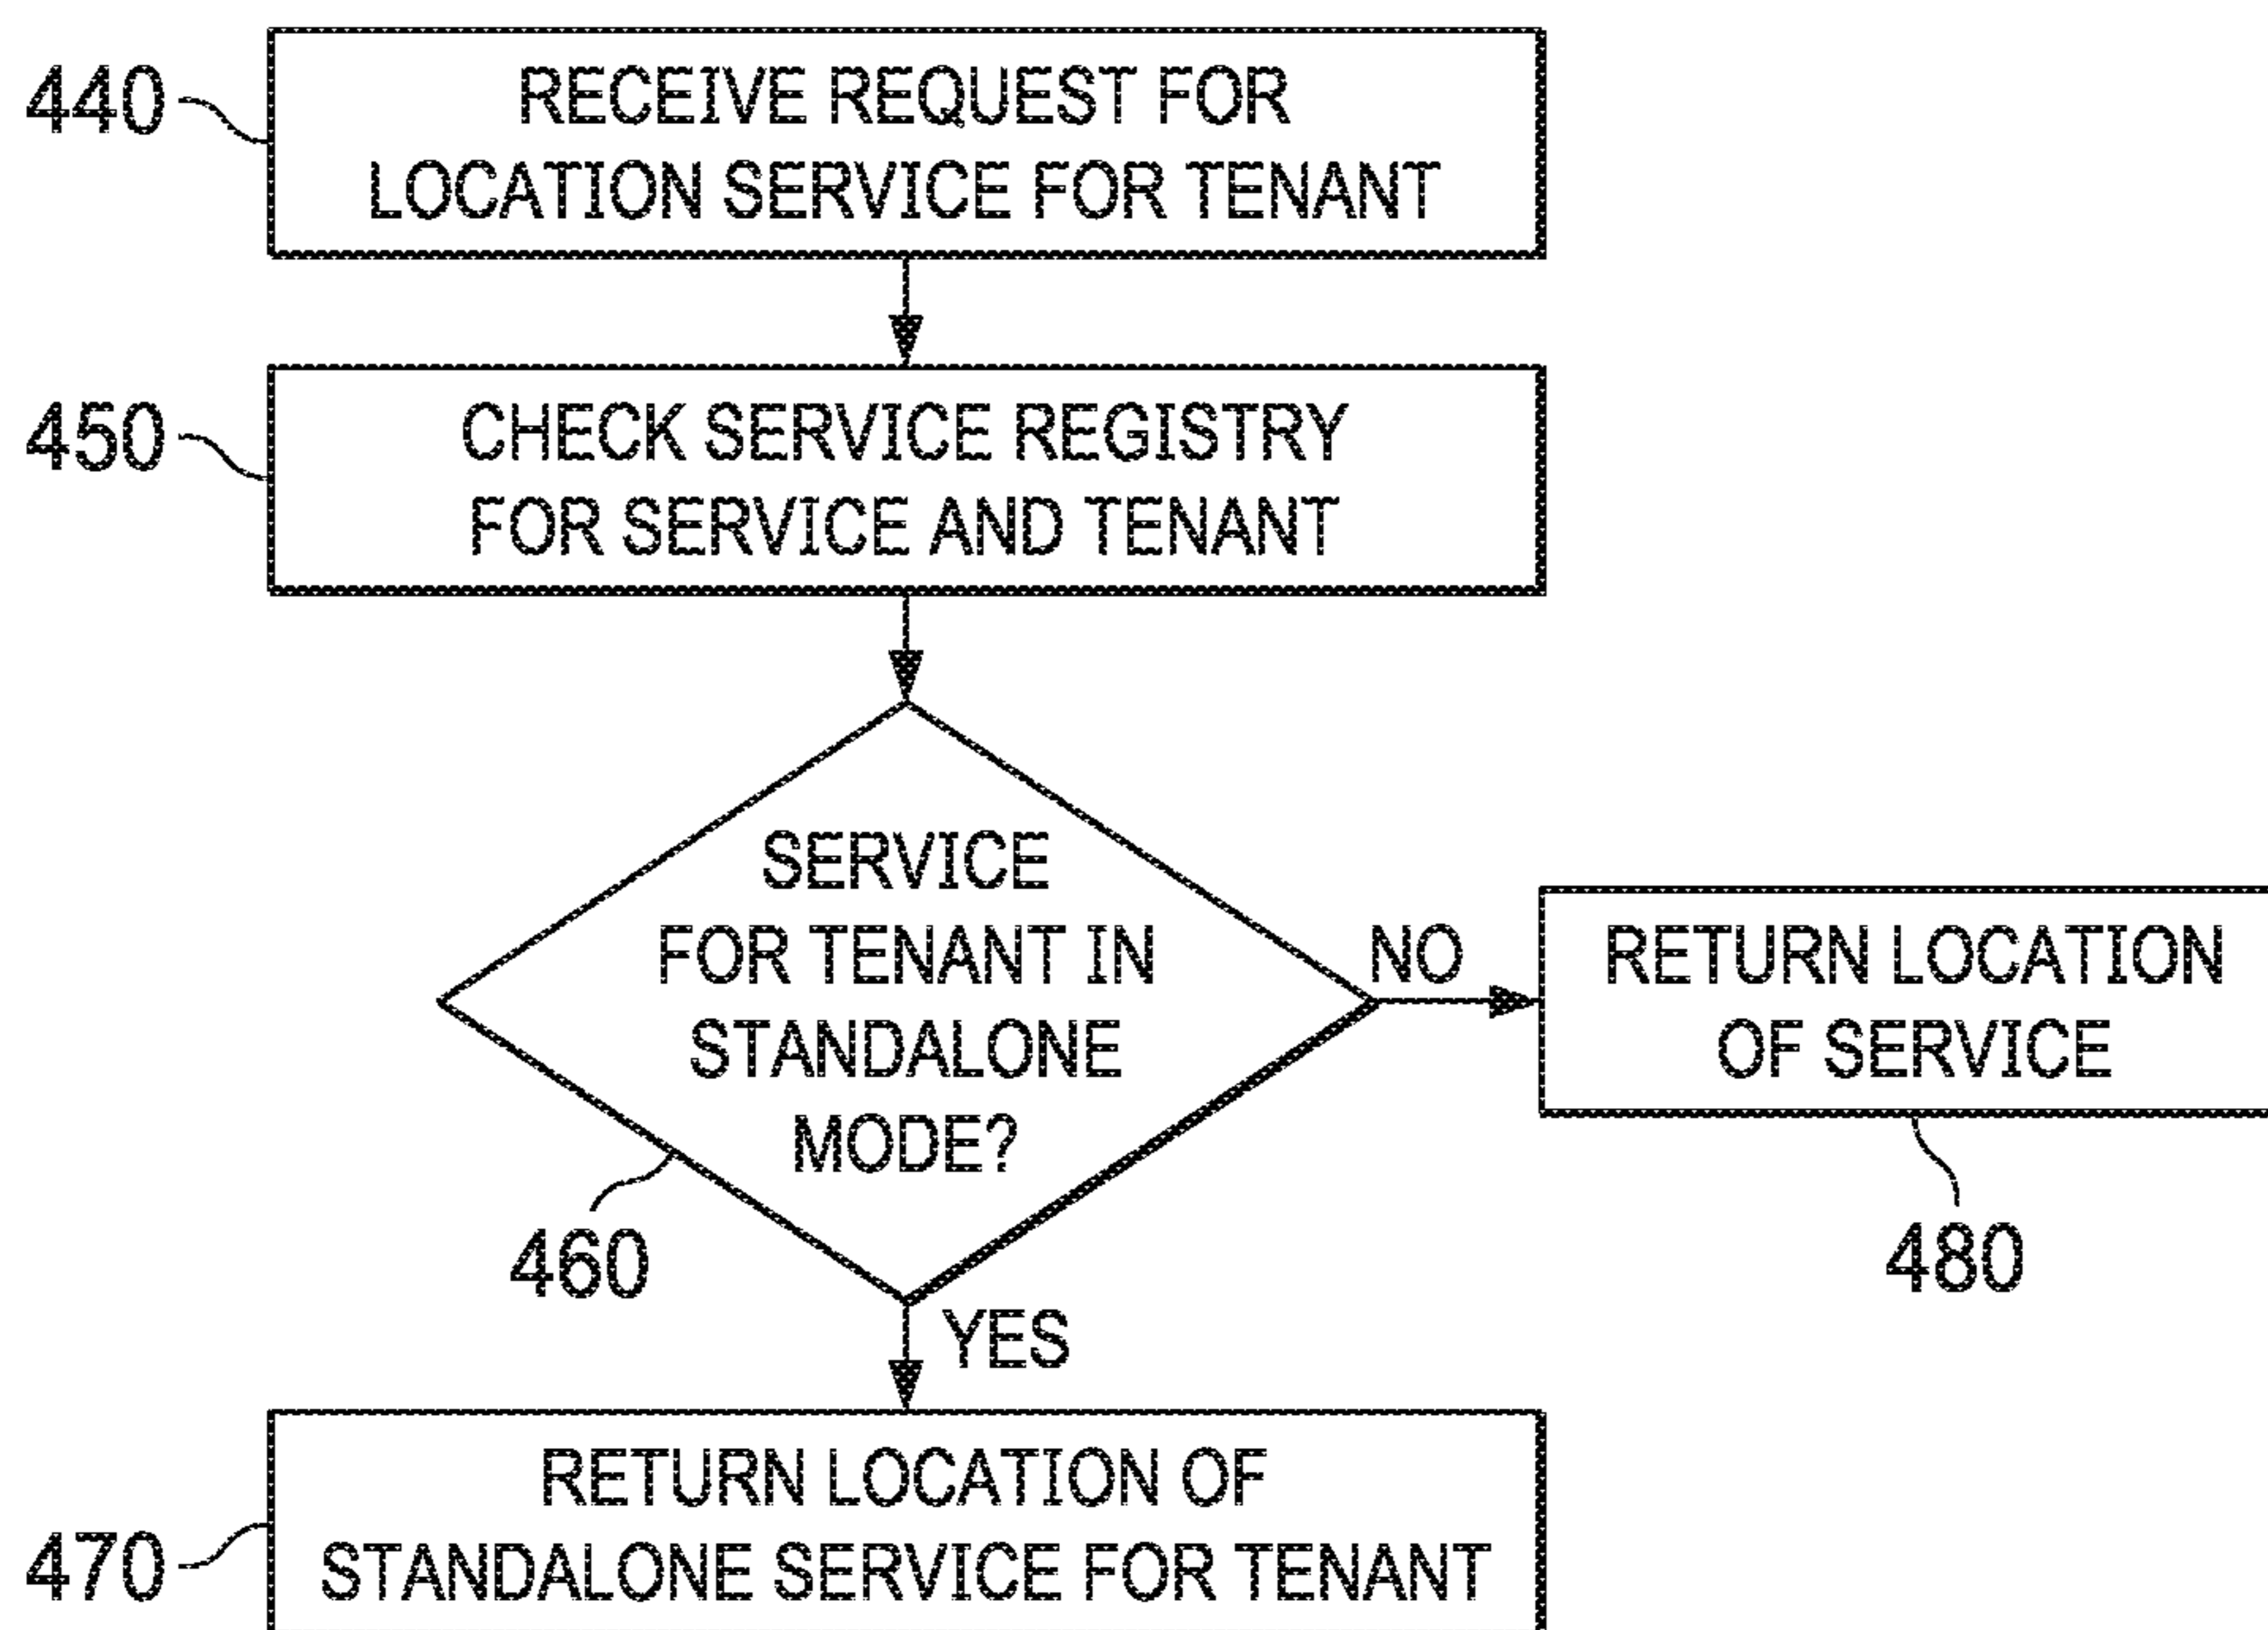 440
RECEIVE REQUEST FOR
LOCATION SERVICE FOR TENANT
450
CHECK SERVICE REGISTRY
FOR SERVICE AND TENANT
SERVICE
FOR TENANT IN
STANDALONE
MODE?
460
NO
RETURN LOCATION
OF SERVICE
480
YES
470
RETURN LOCATION OF
STANDALONE SERVICE FOR TENANT